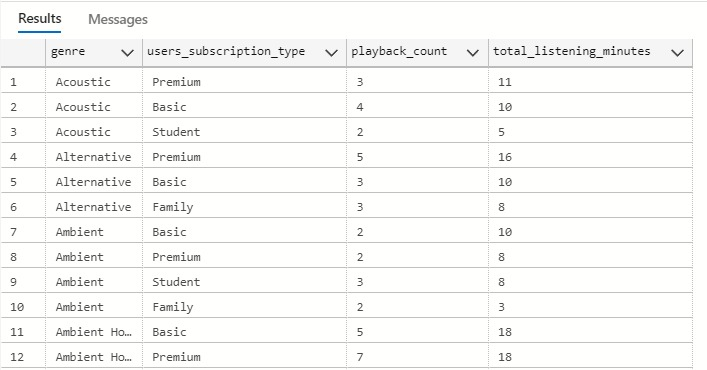 Results Messages
genre users_subscription_type playback_count total_listening_minutes
1 Acoustic Premium 3 11
2 Acoustic Basic 4 10
3 Acoustic Student 2 5
4 Alternative Premium 5 16
5 Alternative Basic 3 10
6 Alternative Family 3 8
7 Ambient Basic 2 10
8 Ambient Premium 2 8
9 Ambient Student 3 8
10 Ambient Family 2 3
11 Ambient Ho… Basic 5 18
12 Ambient Ho… Premium 7 18